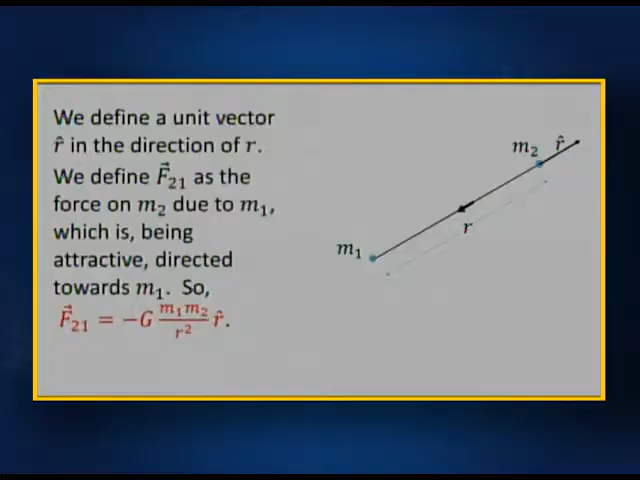 We define a unit vector
r̂ in the direction of r.
We define F⃗₂₁ as the
force on m₂ due to m₁,
which is, being
attractive, directed
towards m₁. So,
F⃗₂₁ = −G m₁m₂/r² r̂.
m₂ r̂
r
m₁